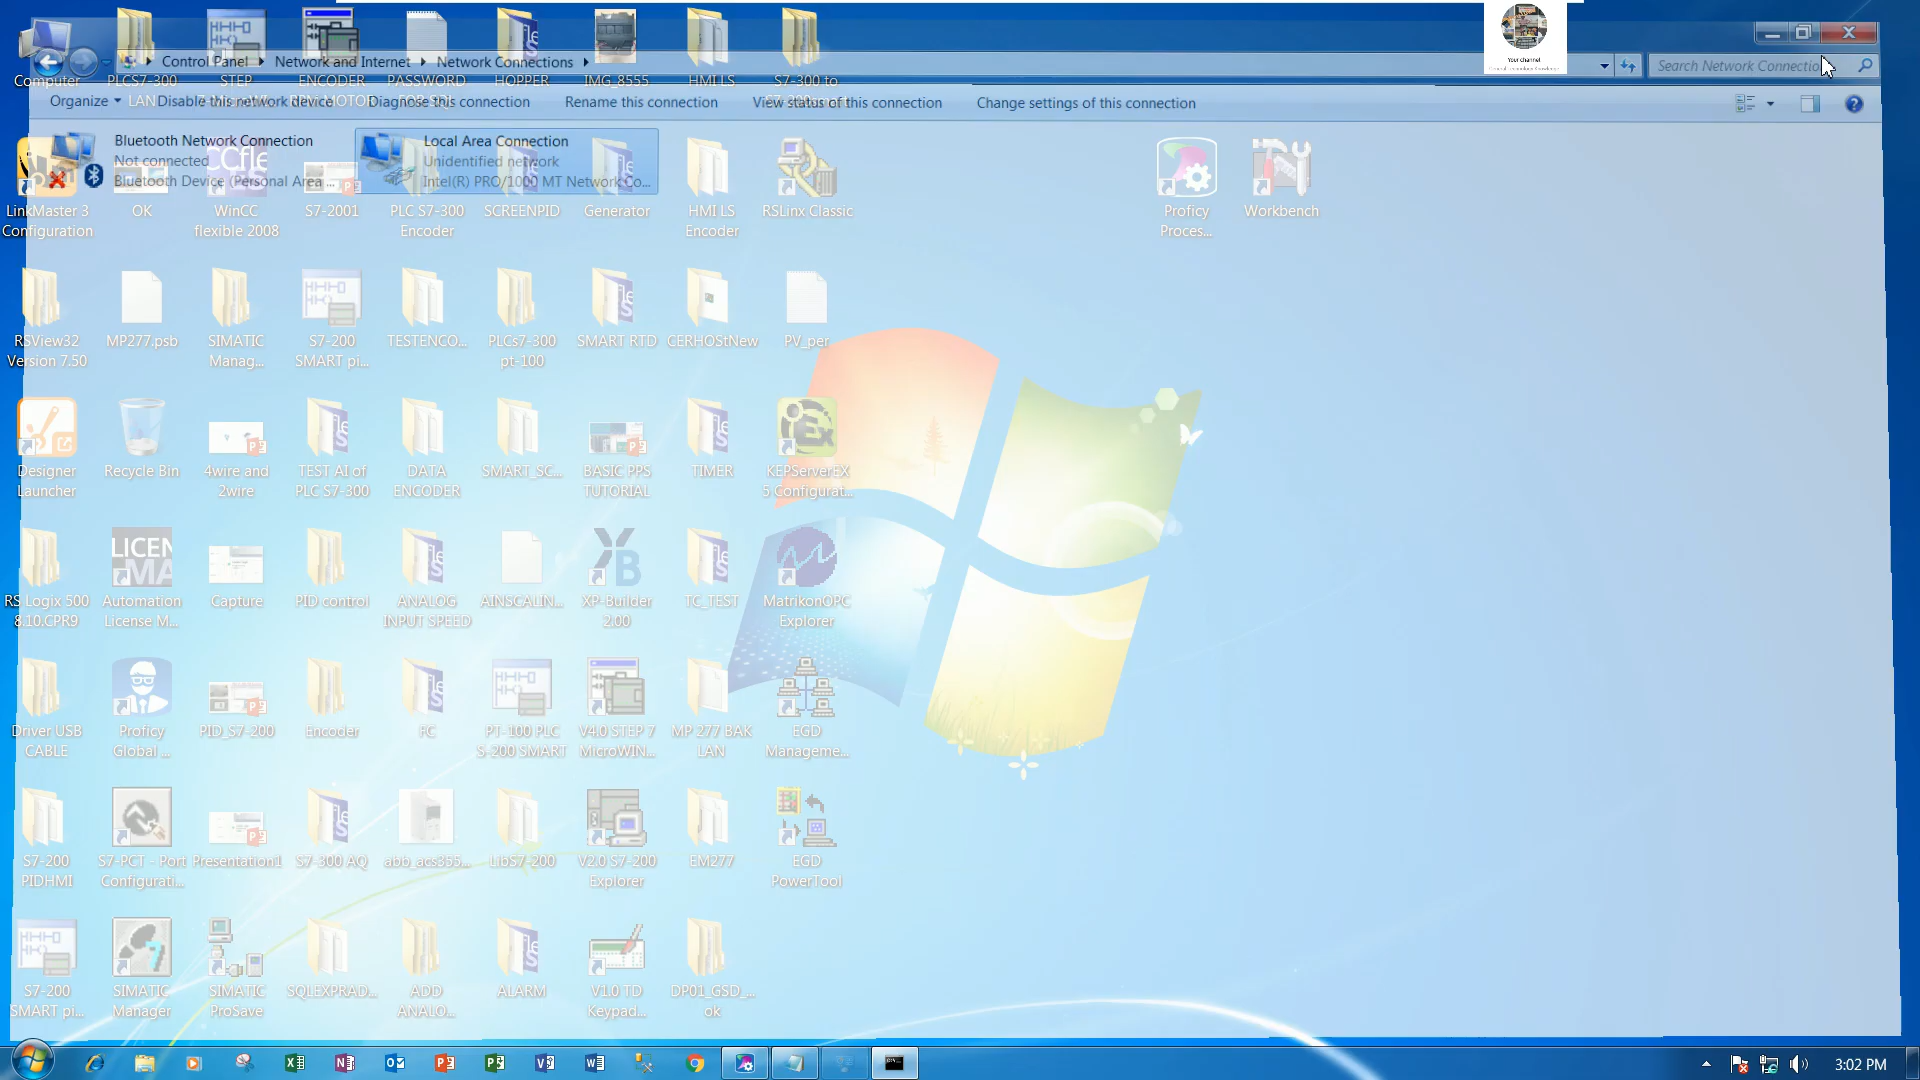 Your channel
Control Panel
Network and Internet
Network Connections
Search Network Connectio
Organize
Disable this network device
Diagnose this connection
Rename this connection
View status of this connection
Change settings of this connection
Bluetooth Network Connection
Not connected
Bluetooth Device (Personal Area ...
Local Area Connection
Unidentified network
Intel(R) PRO/1000 MT Network Co...
Computer
PLCS7-300
LAN
STEP
ENCODER
MOTOR
PASSWORD
HOPPER
IMG_8555
HMI LS
S7-300 to
LinkMaster 3
Configuration
OK
WinCC
flexible 2008
S7-2001
PLC S7-300
Encoder
SCREENPID
Generator
HMI LS
Encoder
RSLinx Classic
Proficy
Proces...
Workbench
RSView32
Version 7.50
MP277.psb
SIMATIC
Manag...
S7-200
SMART pi...
TESTENCO...
PLCs7-300
pt-100
SMART RTD
CERHOStNew
PV_per
Designer
Launcher
Recycle Bin
4wire and
2wire
TEST AI of
PLC S7-300
DATA
ENCODER
SMART_SC...
BASIC PPS
TUTORIAL
TIMER
KEPServerEX
5 Configurat...
RS Logix 500
8.10.CPR9
Automation
License M...
Capture
PID control
ANALOG
INPUT SPEED
AINSCALIN...
XP-Builder
2.00
TC_TEST
MatrikonOPC
Explorer
Driver USB
CABLE
Proficy
Global ...
PID_S7-200
Encoder
FC
PT-100 PLC
S-200 SMART
V4.0 STEP 7
MicroWIN...
MP 277 BAK
LAN
EGD
Manageme...
S7-200
PIDHMI
S7-PCT - Port
Configurati...
Presentation1
S7-300 AQ
abb_acs355...
LibS7-200
V2.0 S7-200
Explorer
EM277
EGD
PowerTool
S7-200
SMART pi...
SIMATIC
Manager
SIMATIC
ProSave
SQLEXPRAD...
ADD
ANALO...
ALARM
V1.0 TD
Keypad...
DP01_GSD_...
ok
3:02 PM